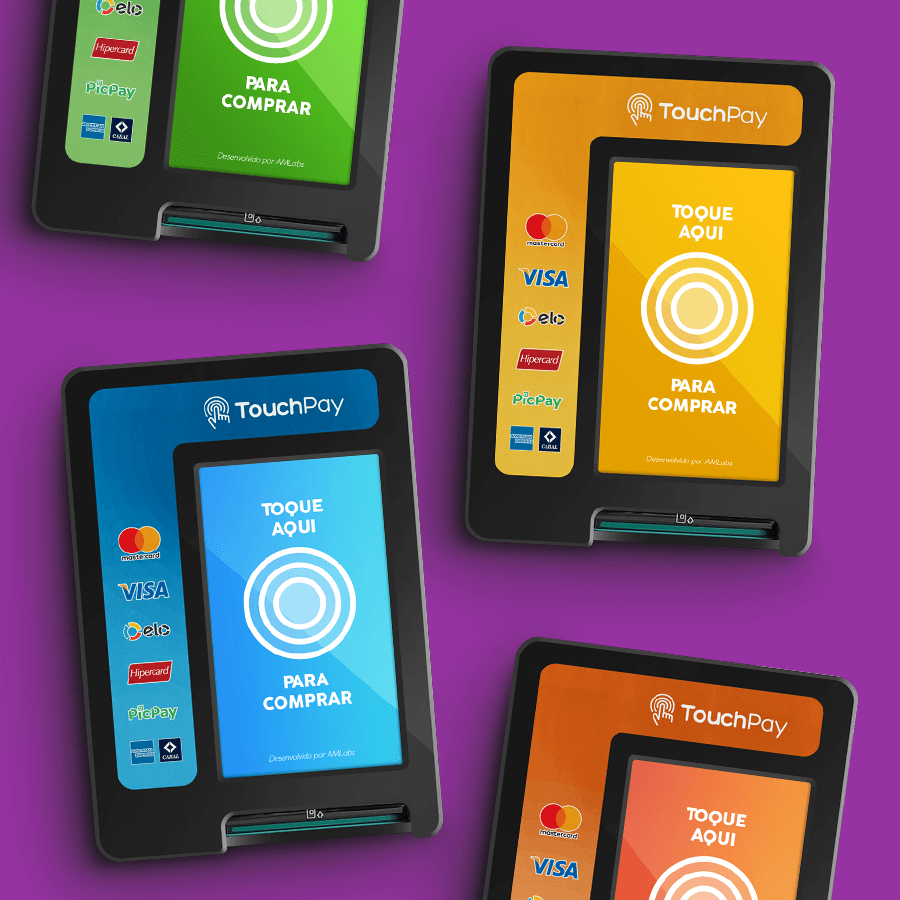 elo
Hipercard
PicPay
AMERICAN EXPRESS
CABAL
PARA
COMPRAR
Desenvolvido por AMLabs
TouchPay
mastercard
VISA
elo
Hipercard
PicPay
AMERICAN EXPRESS
CABAL
TOQUE
AQUI
PARA
COMPRAR
Desenvolvido por AMLabs
TouchPay
mastercard
VISA
elo
Hipercard
PicPay
AMERICAN EXPRESS
CABAL
TOQUE
AQUI
PARA
COMPRAR
Desenvolvido por AMLabs
TouchPay
mastercard
VISA
TOQUE
AQUI